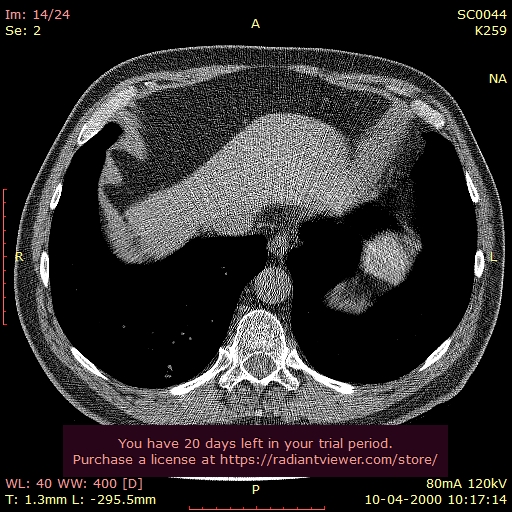 Im: 14/24
Se: 2
A
SC0044
K259
NA
R
L
You have 20 days left in your trial period.
Purchase a license at https://radiantviewer.com/store/
WL: 40 WW: 400 [D]
T: 1.3mm L: -295.5mm
P
80mA 120kV
10-04-2000 10:17:14